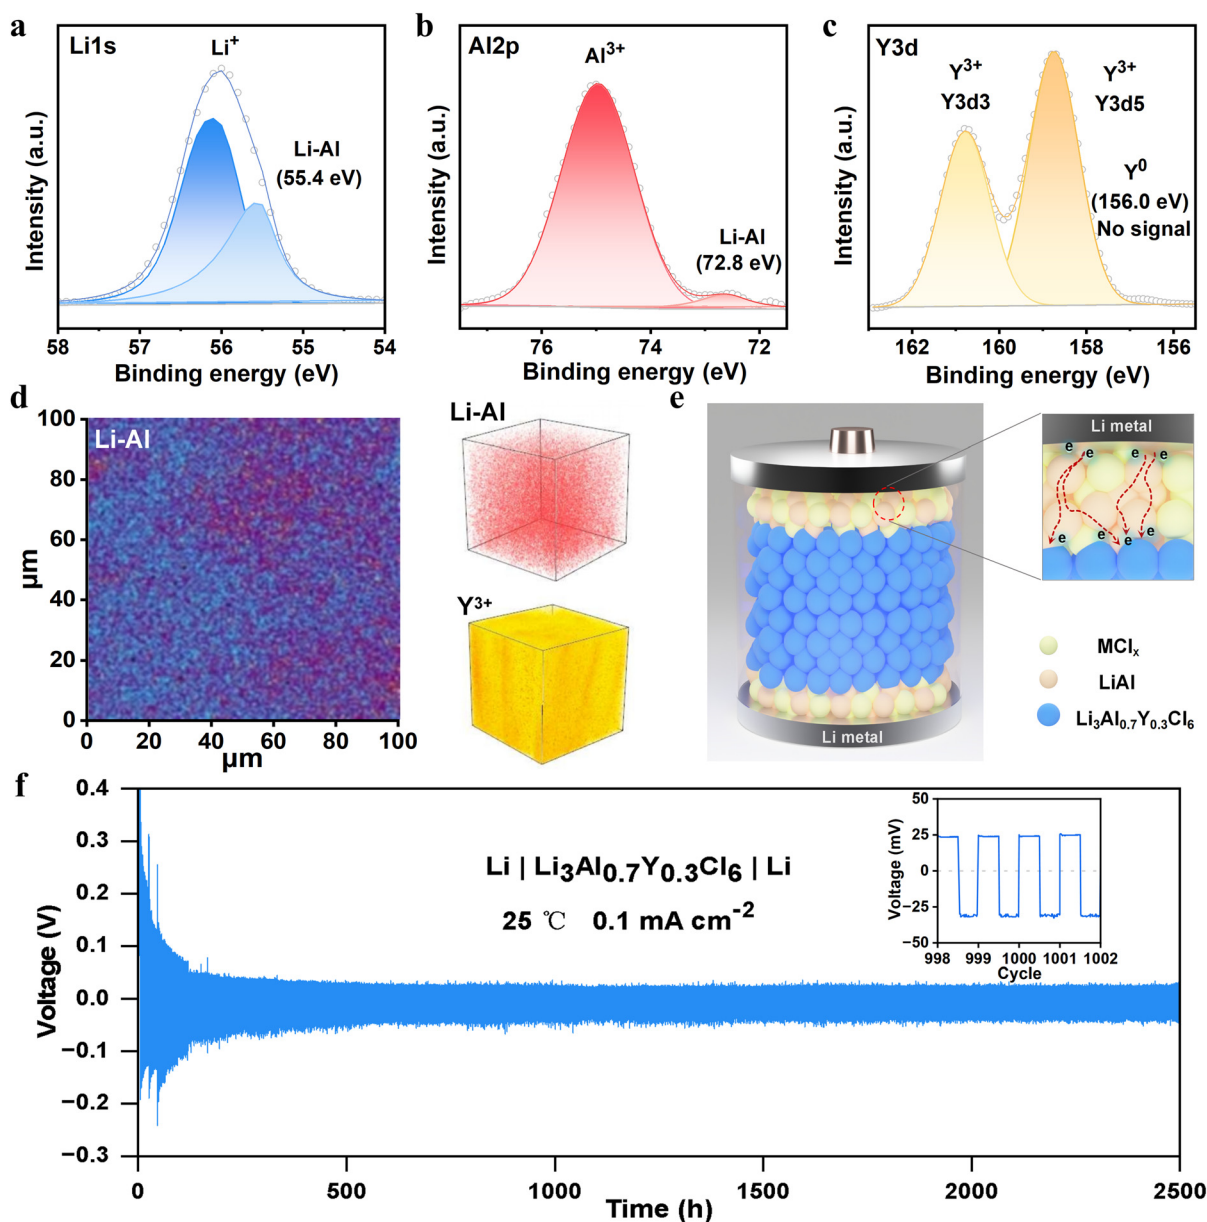 a
Li1s
Li⁺
Li-Al
(55.4 eV)
Intensity (a.u.)
58 57 56 55 54
Binding energy (eV)
b
Al2p
Al³⁺
Li-Al
(72.8 eV)
Intensity (a.u.)
76 74 72
Binding energy (eV)
c
Y3d
Y³⁺
Y3d3
Y³⁺
Y3d5
Y⁰
(156.0 eV)
No signal
Intensity (a.u.)
162 160 158 156
Binding energy (eV)
d
Li-Al
100
80
60
40
20
0
μm
0 20 40 60 80 100
μm
Li-Al
Y³⁺
e
Li metal
Li metal
e e e e
e e e e
MClₓ
LiAl
Li₃Al₀.₇Y₀.₃Cl₆
f
0.4
0.3
0.2
0.1
0.0
−0.1
−0.2
−0.3
Voltage (V)
Li | Li₃Al₀.₇Y₀.₃Cl₆ | Li
25 ℃ 0.1 mA cm⁻²
50
25
0
−25
−50
Voltage (mV)
998 999 1000 1001 1002
Cycle
0 500 1000 1500 2000 2500
Time (h)